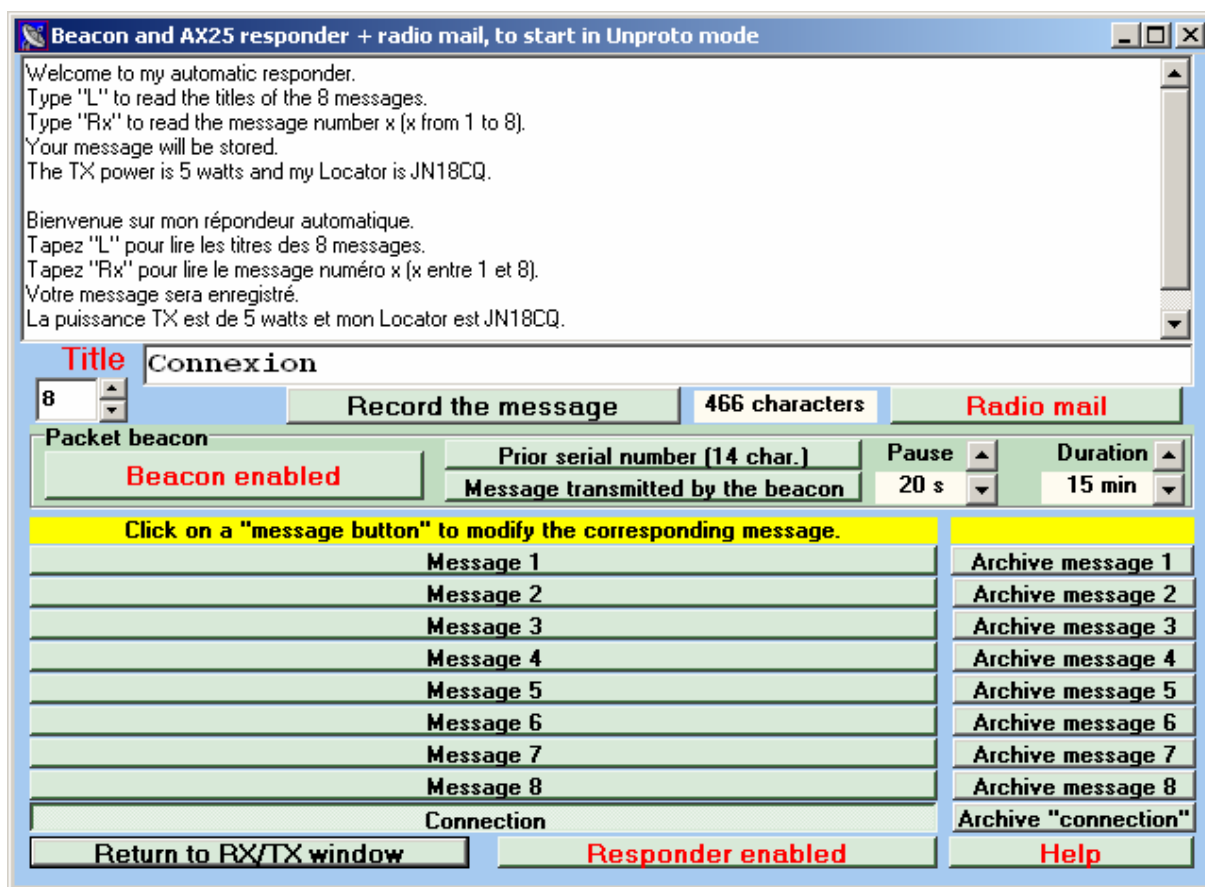 Beacon and AX25 responder + radio mail, to start in Unproto mode
Welcome to my automatic responder.
Type "L" to read the titles of the 8 messages.
Type "Rx" to read the message number x (x from 1 to 8).
Your message will be stored.
The TX power is 5 watts and my Locator is JN18CQ.
Bienvenue sur mon répondeur automatique.
Tapez "L" pour lire les titres des 8 messages.
Tapez "Rx" pour lire le message numéro x (x entre 1 et 8).
Votre message sera enregistré.
La puissance TX est de 5 watts et mon Locator est JN18CQ.
Title Connexion
8 Record the message 466 characters Radio mail
Packet beacon
Beacon enabled
Prior serial number (14 char.)
Message transmitted by the beacon
Pause
20 s
Duration
15 min
Click on a "message button" to modify the corresponding message.
Message 1 Archive message 1
Message 2 Archive message 2
Message 3 Archive message 3
Message 4 Archive message 4
Message 5 Archive message 5
Message 6 Archive message 6
Message 7 Archive message 7
Message 8 Archive message 8
Connection Archive "connection"
Return to RX/TX window Responder enabled Help